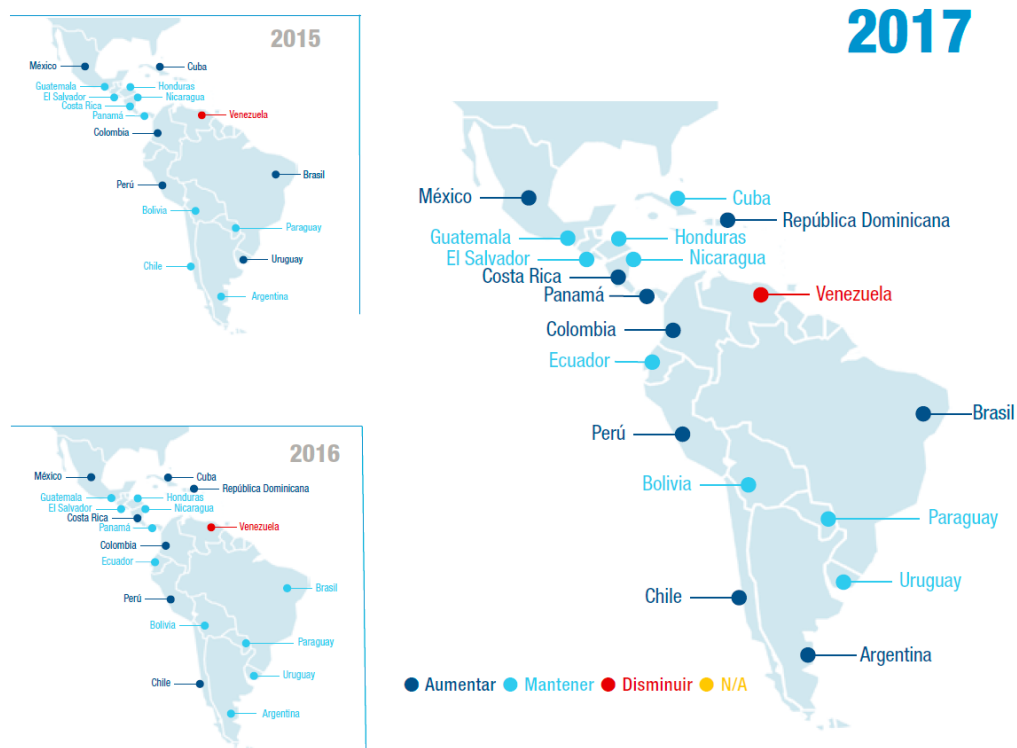 2015
México
Cuba
Guatemala
Honduras
El Salvador
Nicaragua
Costa Rica
Panamá
Venezuela
Colombia
Brasil
Perú
Bolivia
Paraguay
Uruguay
Chile
Argentina
2016
México
Cuba
República Dominicana
Guatemala
Honduras
El Salvador
Nicaragua
Costa Rica
Panamá
Venezuela
Colombia
Ecuador
Brasil
Perú
Bolivia
Paraguay
Uruguay
Chile
Argentina
2017
México
Cuba
República Dominicana
Guatemala
Honduras
El Salvador
Nicaragua
Costa Rica
Panamá
Venezuela
Colombia
Ecuador
Brasil
Perú
Bolivia
Paraguay
Uruguay
Chile
Argentina
Aumentar Mantener Disminuir N/A